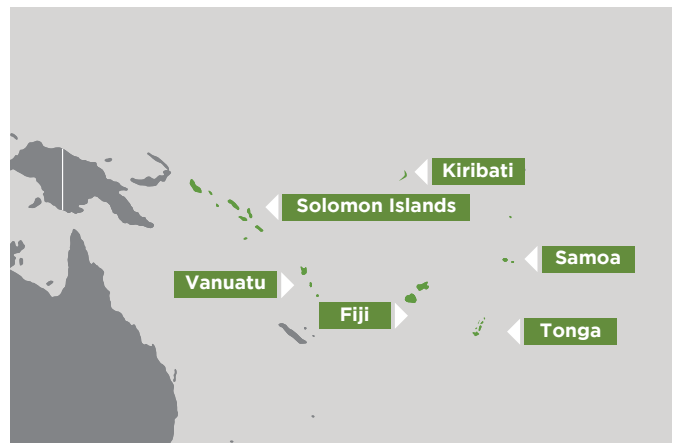 Kiribati
Solomon Islands
Samoa
Vanuatu
Fiji
Tonga